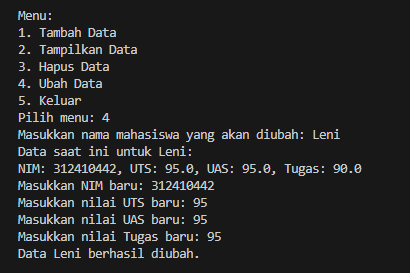 Menu:
1. Tambah Data
2. Tampilkan Data
3. Hapus Data
4. Ubah Data
5. Keluar
Pilih menu: 4
Masukkan nama mahasiswa yang akan diubah: Leni
Data saat ini untuk Leni:
NIM: 312410442, UTS: 95.0, UAS: 95.0, Tugas: 90.0
Masukkan NIM baru: 312410442
Masukkan nilai UTS baru: 95
Masukkan nilai UAS baru: 95
Masukkan nilai Tugas baru: 95
Data Leni berhasil diubah.